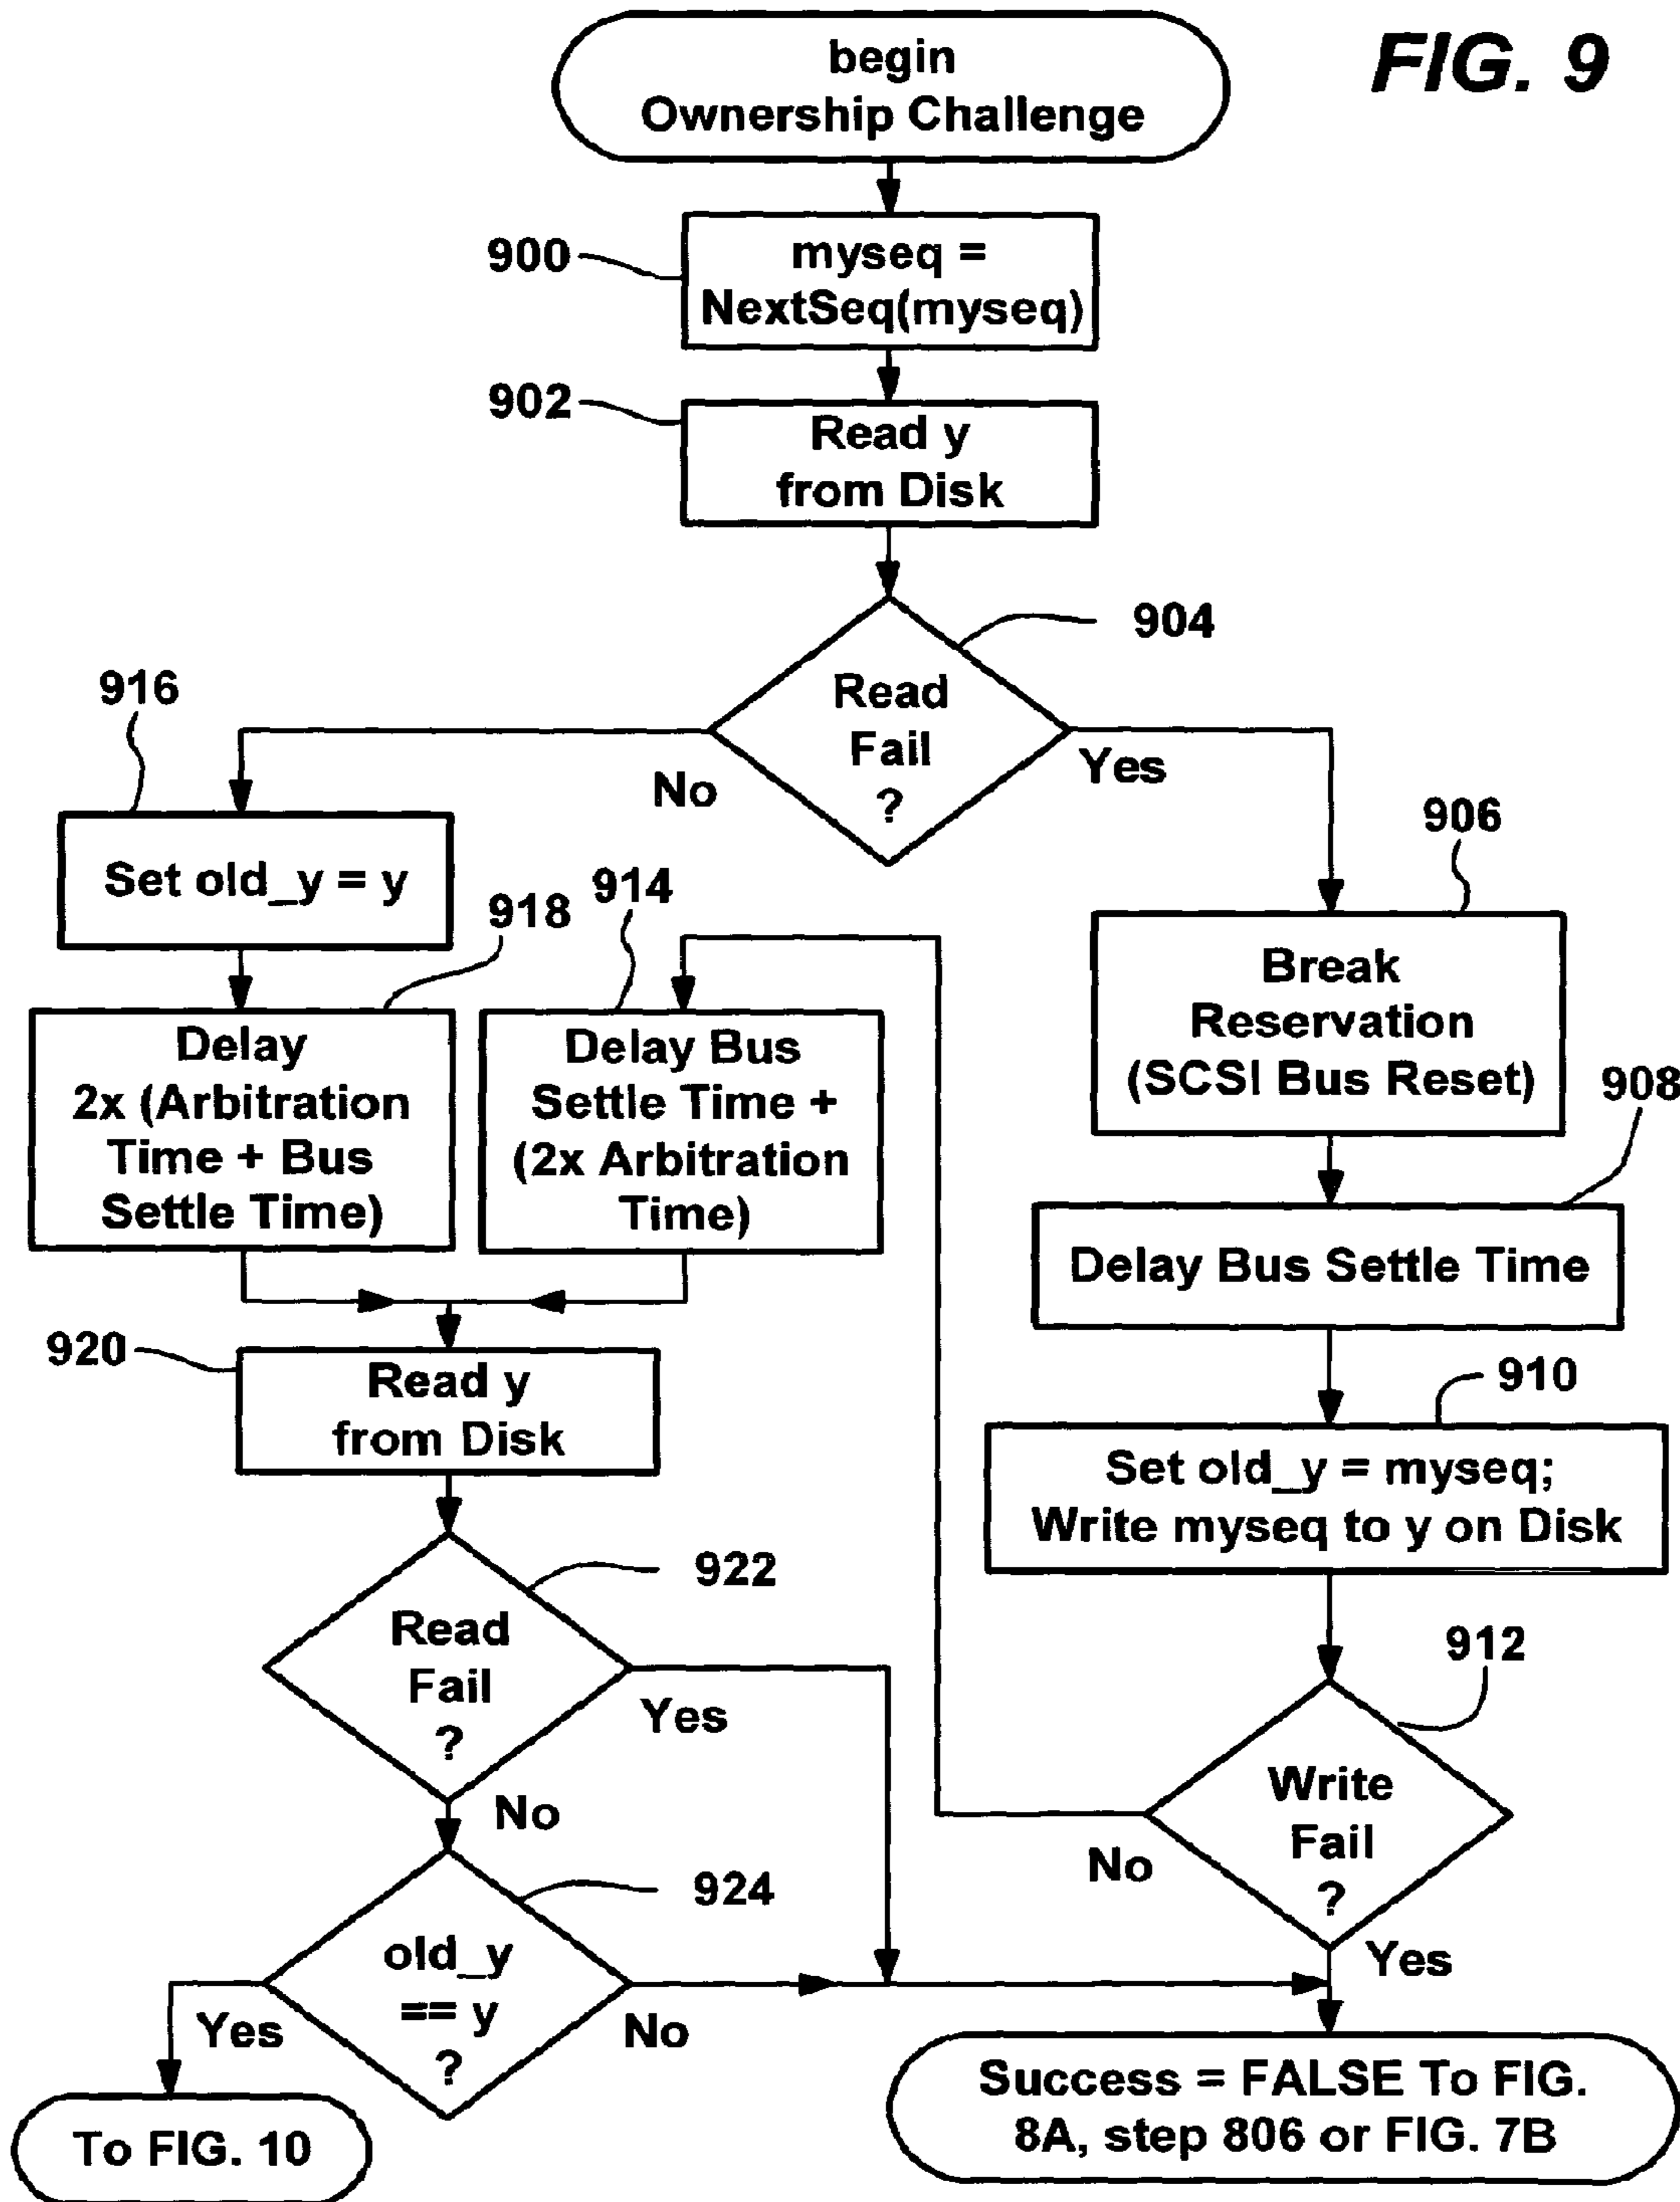 FIG. 9
begin
Ownership Challenge
900
myseq =
NextSeq(myseq)
902
Read y
from Disk
904
Read
Fail
?
No
Yes
916
Set old_y = y
918
Delay
2x (Arbitration
Time + Bus
Settle Time)
914
Delay Bus
Settle Time +
(2x Arbitration
Time)
906
Break
Reservation
(SCSI Bus Reset)
908
Delay Bus Settle Time
910
Set old_y = myseq;
Write myseq to y on Disk
912
Write
Fail
?
No
Yes
920
Read y
from Disk
922
Read
Fail
?
Yes
No
924
old_y
== y
?
Yes
No
To FIG. 10
Success = FALSE To FIG.
8A, step 806 or FIG. 7B